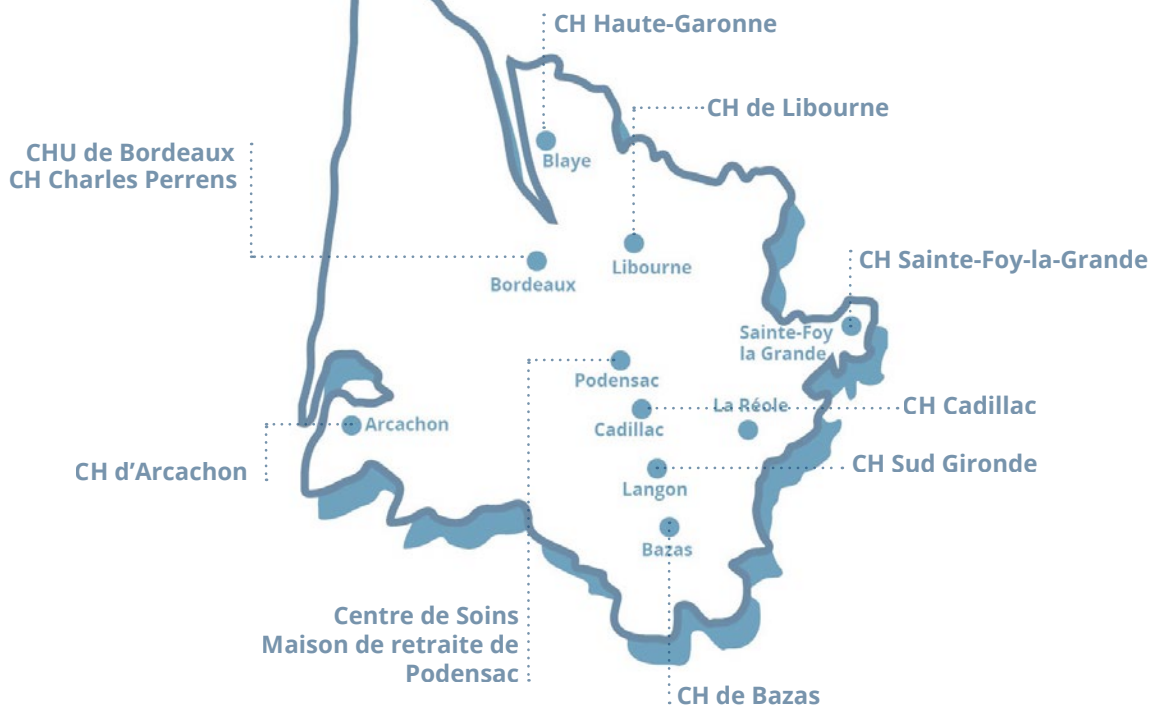 CH Haute-Garonne
CH de Libourne
CHU de Bordeaux
CH Charles Perrens
Blaye
Libourne
Bordeaux
CH Sainte-Foy-la-Grande
Sainte-Foy
la Grande
Podensac
La Réole
CH Cadillac
Arcachon
Cadillac
CH d’Arcachon
CH Sud Gironde
Langon
Bazas
Centre de Soins
Maison de retraite de
Podensac
CH de Bazas